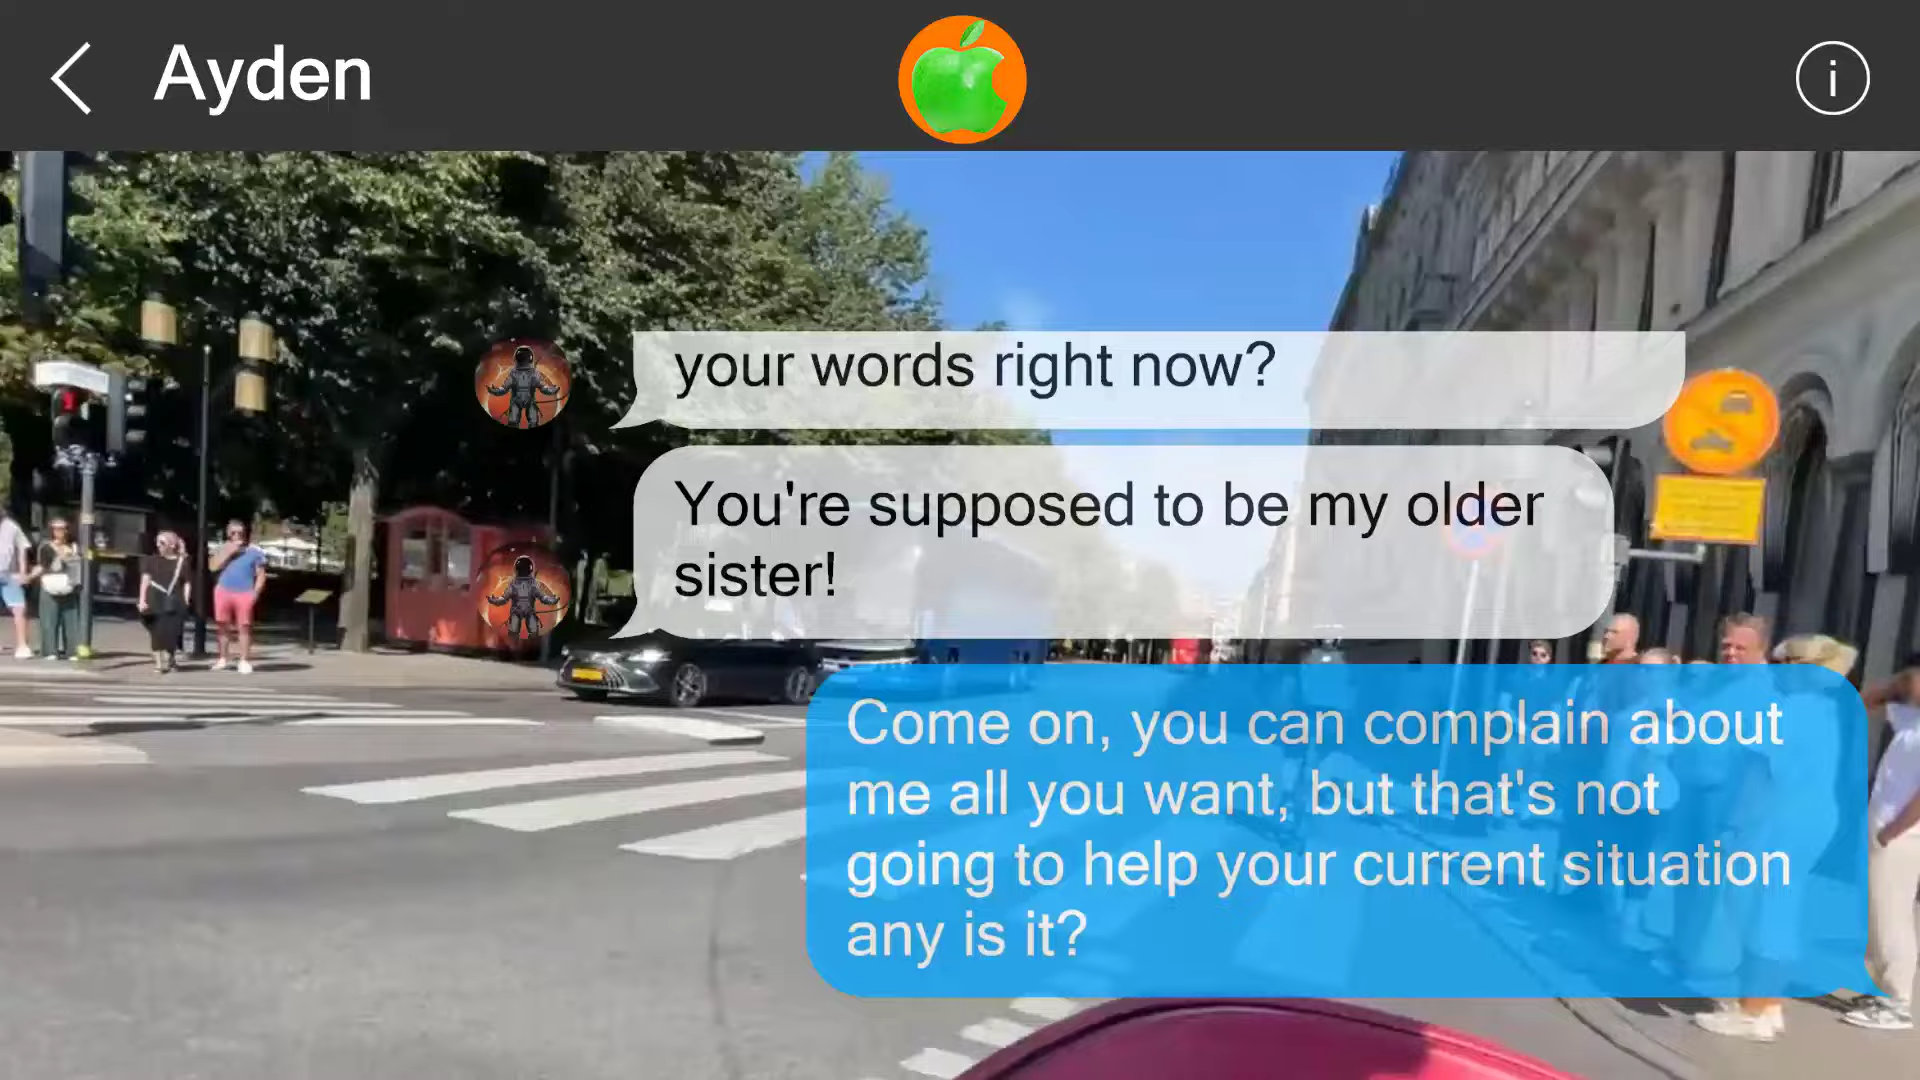 Ayden
your words right now?
You're supposed to be my older
sister!
Come on, you can complain about
me all you want, but that's not
going to help your current situation
any is it?